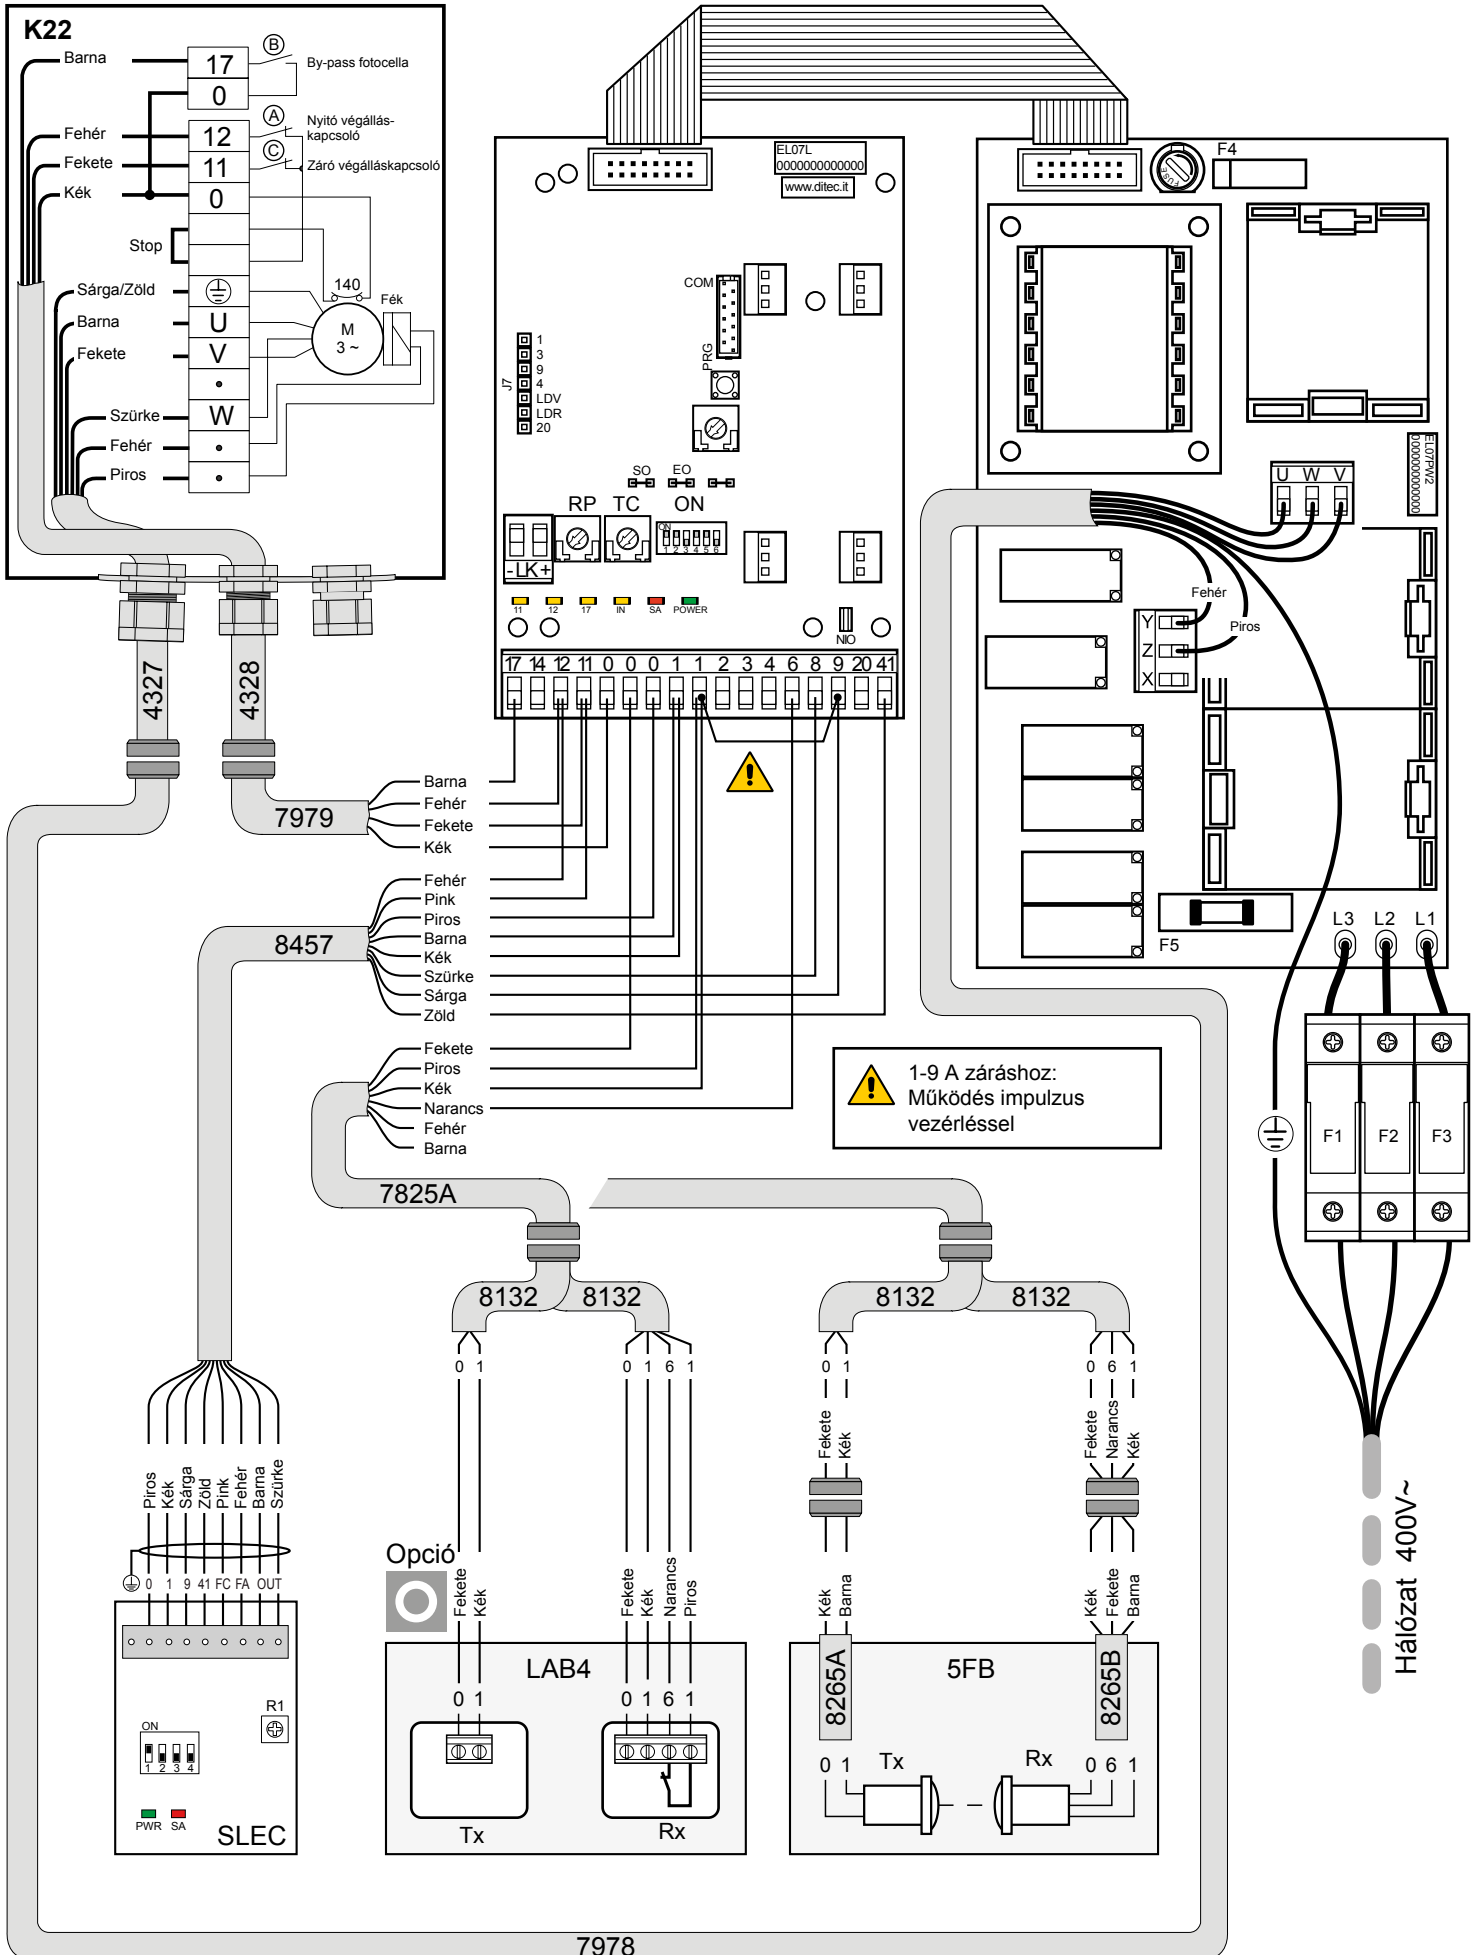 K22
Barna
17
B
By-pass fotocella
0
Fehér
12
A
Nyitó végállás-
kapcsoló
Fekete
11
C
Záró végálláskapcsoló
Kék
0
Stop
Sárga/Zöld
140
Fék
Barna
U
M
3 ~
Fekete
V
Szürke
W
Fehér
Piros
4327
4328
7979
EL07L
0000000000000
www.ditec.it
COM
PRG
J7
1
3
9
4
LDV
LDR
20
SO
EO
RP
TC
ON
ON
1 2 3 4 5 6
- LK +
11
12
17
IN
SA
POWER
NIO
17 14 12 11 0 0 0 1 1 2 3 4 6 8 9 20 41
F4
FUSE
EL07PW2
0000000000000
U W V
Fehér
Piros
Y
Z
X
F5
L3
L2
L1
F1
F2
F3
Hálózat 400V~
Barna
Fehér
Fekete
Kék
8457
Fehér
Pink
Piros
Barna
Kék
Szürke
Sárga
Zöld
Fekete
Piros
Kék
Narancs
Fehér
Barna
7825A
1-9 A záráshoz:
Működés impulzus
vezérléssel
8132
8132
8132
8132
0 1
0 1 6 1
0 1
0 6 1
Fekete
Kék
Fekete
Narancs
Kék
Piros
Kék
Sárga
Zöld
Pink
Fehér
Barna
Szürke
0 1 9 41 FC FA OUT
R1
ON
1 2 3 4
PWR
SA
SLEC
Opció
Fekete
Kék
Fekete
Kék
Narancs
Piros
LAB4
0 1
0 1 6 1
Tx
Rx
Kék
Barna
Kék
Fekete
Barna
8265A
5FB
8265B
0 1
Tx
Rx
0 6 1
7978